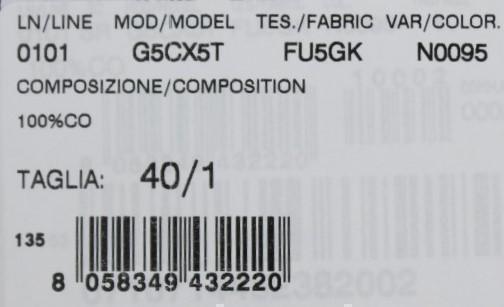 LN/LINE MOD/MODEL TES./FABRIC VAR/COLOR.
0101 G5CX5T FU5GK N0095
COMPOSIZIONE/COMPOSITION
100%CO
TAGLIA: 40/1
135
8 058349 432220